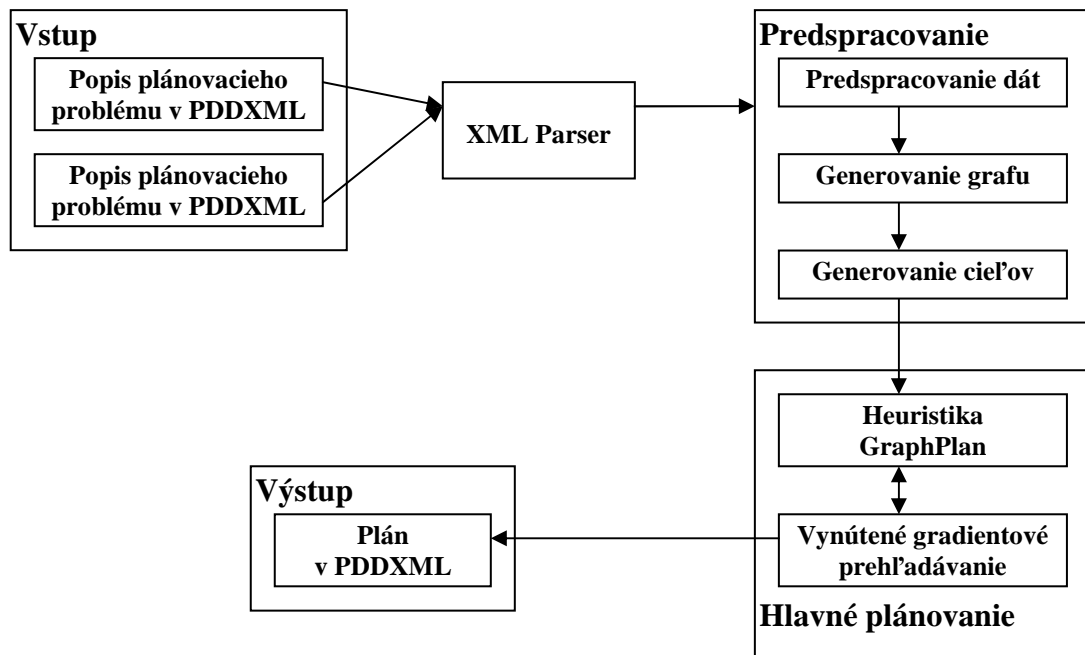 Vstup
Popis plánovacieho
problému v PDDXML
Popis plánovacieho
problému v PDDXML
XML Parser
Predspracovanie
Predspracovanie dát
Generovanie grafu
Generovanie cieľov
Heuristika
GraphPlan
Vynútené gradientové
prehľadávanie
Hlavné plánovanie
Výstup
Plán
v PDDXML